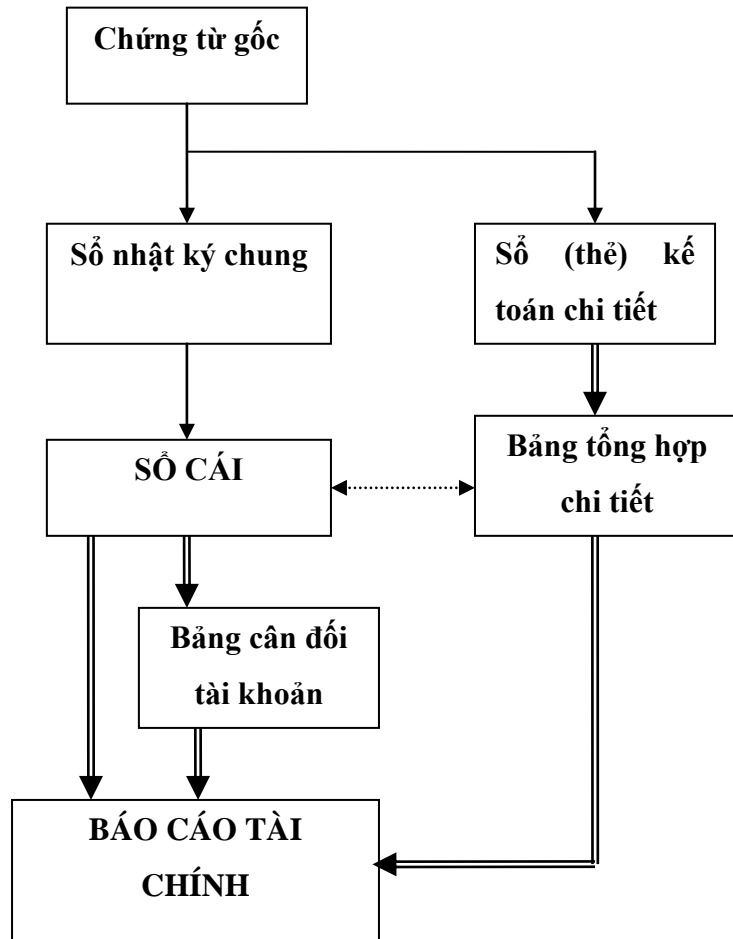 Chứng từ gốc
Sổ nhật ký chung
Sổ (thẻ) kế
toán chi tiết
SỔ CÁI
Bảng tổng hợp
chi tiết
Bảng cân đối
tài khoản
BÁO CÁO TÀI
CHÍNH